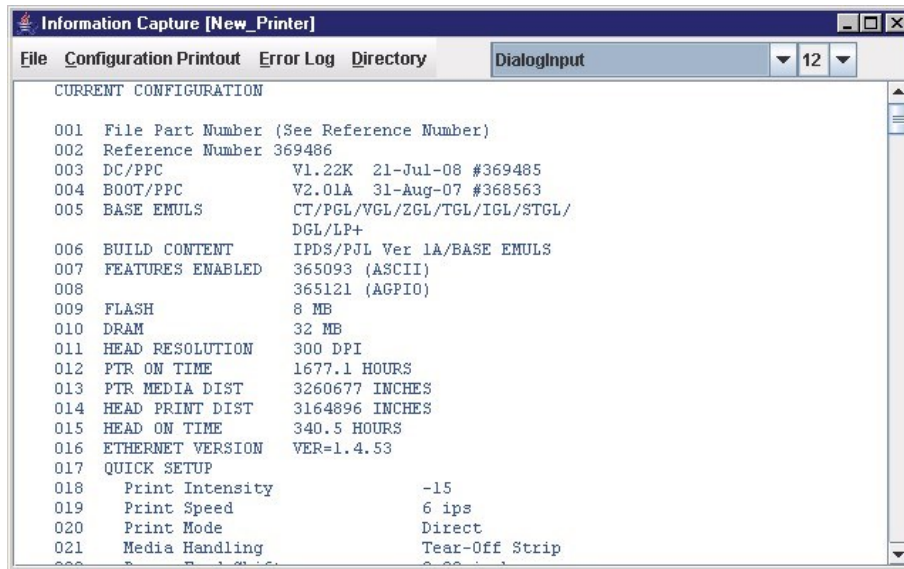 Information Capture [New_Printer]
File Configuration Printout Error Log Directory DialogInput 12
CURRENT CONFIGURATION
001 File Part Number (See Reference Number)
002 Reference Number 369486
003 DC/PPC V1.22K 21-Jul-08 #369485
004 BOOT/PPC V2.01A 31-Aug-07 #368563
005 BASE EMULS CT/PGL/VGL/ZGL/TGL/IGL/STGL/
DGL/LP+
006 BUILD CONTENT IPDS/PJL Ver 1A/BASE EMULS
007 FEATURES ENABLED 365093 (ASCII)
008 365121 (AGPIO)
009 FLASH 8 MB
010 DRAM 32 MB
011 HEAD RESOLUTION 300 DPI
012 PTR ON TIME 1677.1 HOURS
013 PTR MEDIA DIST 3260677 INCHES
014 HEAD PRINT DIST 3164896 INCHES
015 HEAD ON TIME 340.5 HOURS
016 ETHERNET VERSION VER=1.4.53
017 QUICK SETUP
018 Print Intensity -15
019 Print Speed 6 ips
020 Print Mode Direct
021 Media Handling Tear-Off Strip